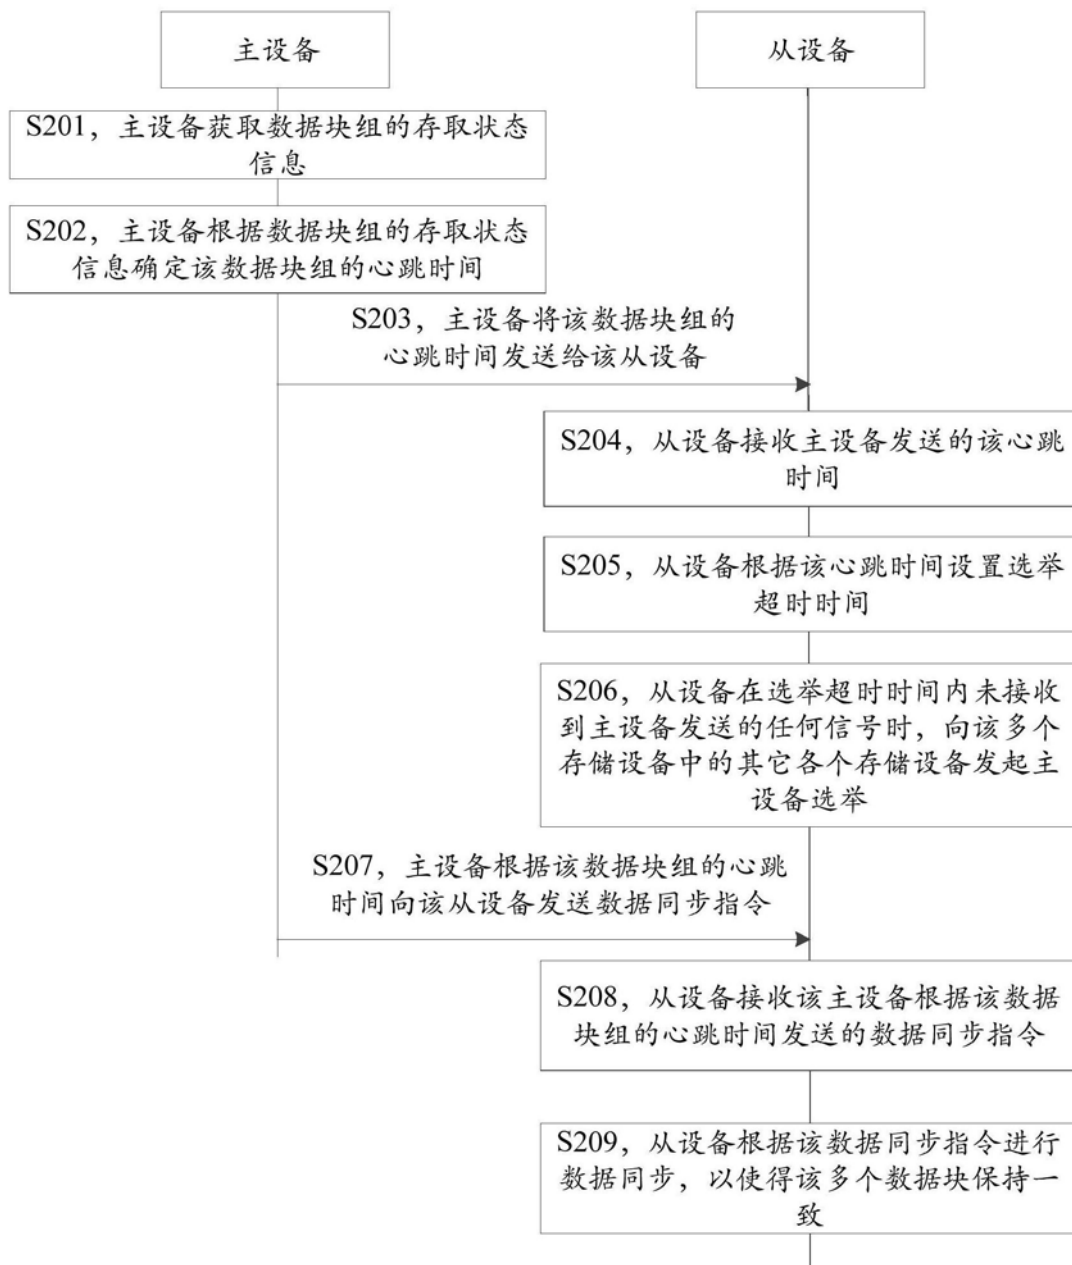 主设备
从设备
S201，主设备获取数据块组的存取状态
信息
S202，主设备根据数据块组的存取状态
信息确定该数据块组的心跳时间
S203，主设备将该数据块组的
心跳时间发送给该从设备
S204，从设备接收主设备发送的该心跳
时间
S205，从设备根据该心跳时间设置选举
超时时间
S206，从设备在选举超时时间内未接收
到主设备发送的任何信号时，向该多个
存储设备中的其它各个存储设备发起主
设备选举
S207，主设备根据该数据块组的心跳
时间向该从设备发送数据同步指令
S208，从设备接收该主设备根据该数据
块组的心跳时间发送的数据同步指令
S209，从设备根据该数据同步指令进行
数据同步，以使得该多个数据块保持一
致